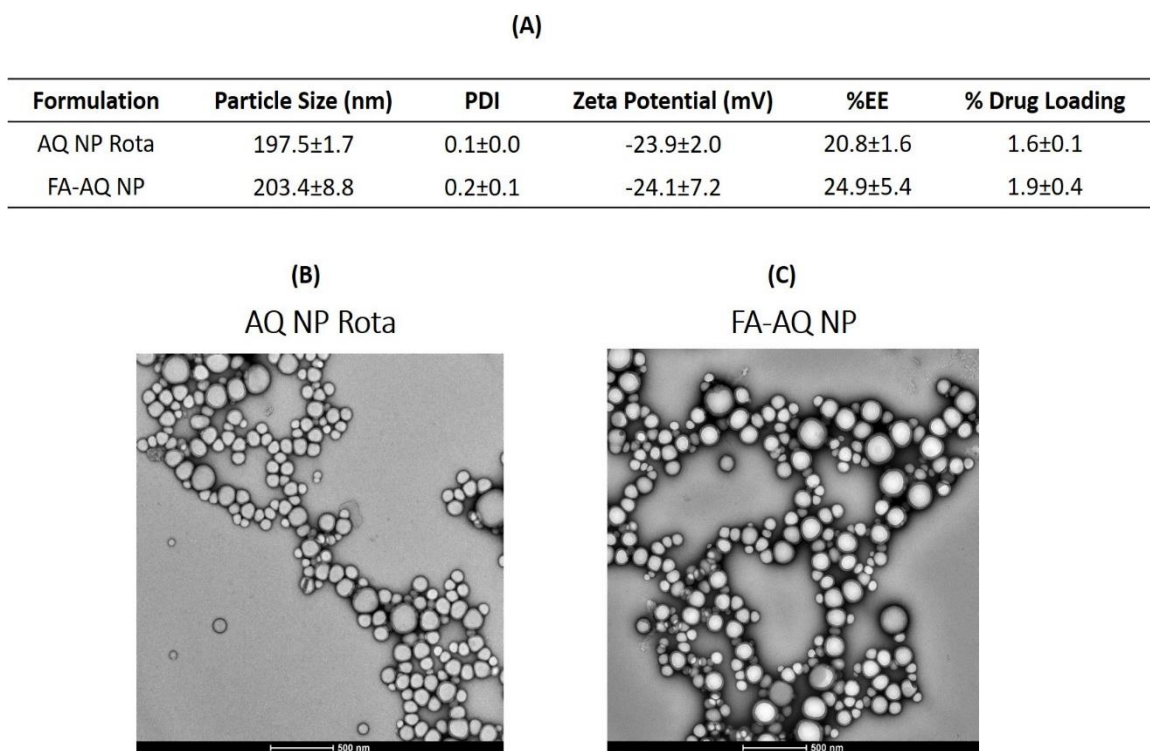 (A)
Formulation Particle Size (nm) PDI Zeta Potential (mV) %EE % Drug Loading
AQ NP Rota 197.5±1.7 0.1±0.0 -23.9±2.0 20.8±1.6 1.6±0.1
FA-AQ NP 203.4±8.8 0.2±0.1 -24.1±7.2 24.9±5.4 1.9±0.4
(B) (C)
AQ NP Rota FA-AQ NP
500 nm 500 nm